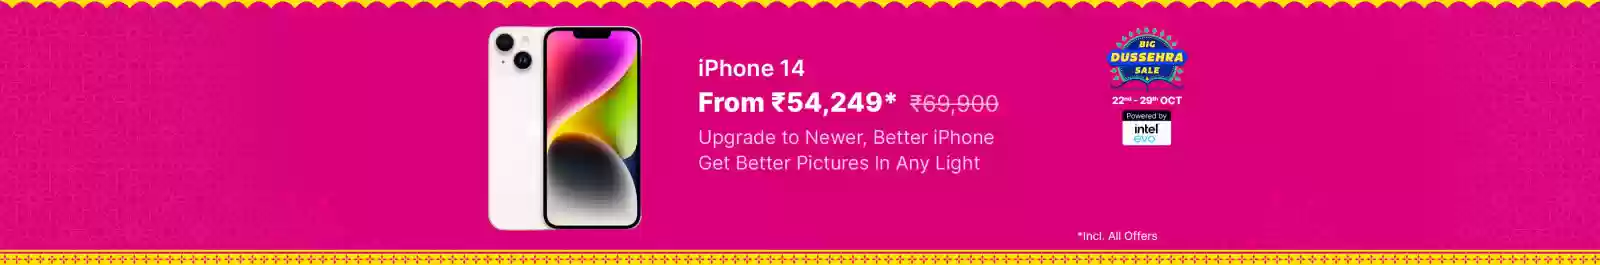 iPhone 14
From ₹54,249* ₹69,900
Upgrade to Newer, Better iPhone
Get Better Pictures In Any Light
BIG
DUSSEHRA
SALE
22nd - 29th OCT
Powered by
intel
evo
*Incl. All Offers